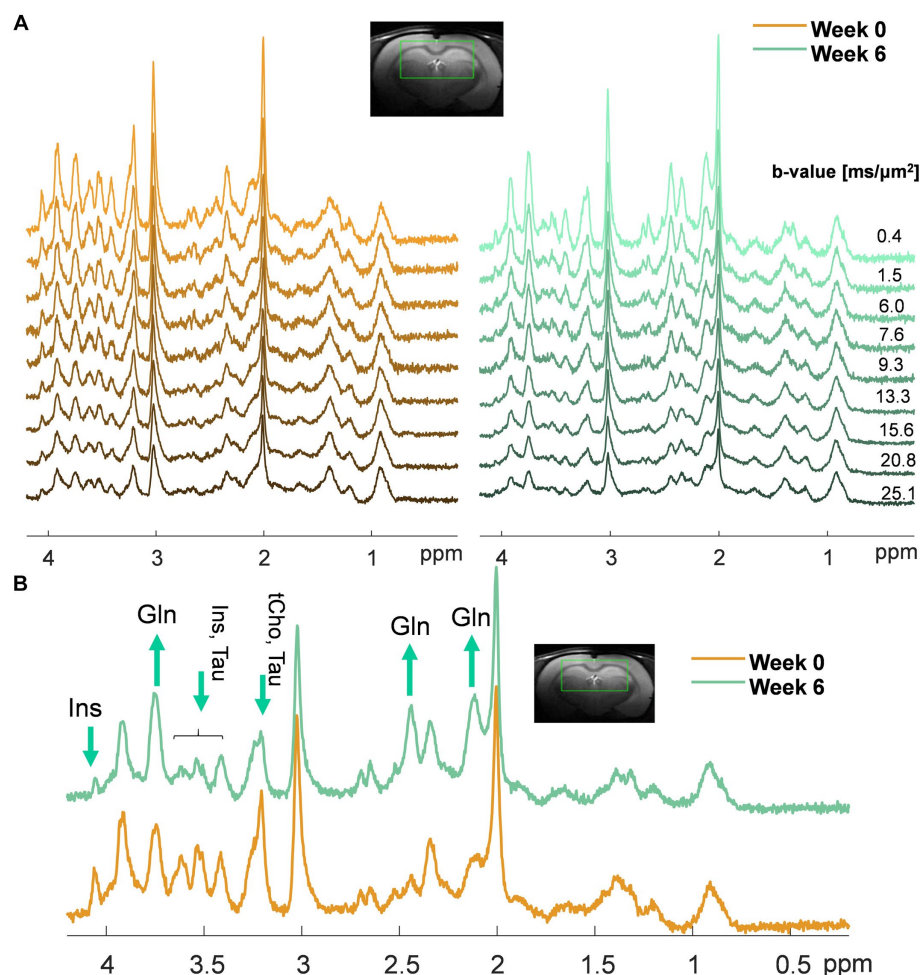 A
Week 0
Week 6
b-value [ms/μm²]
0.4
1.5
6.0
7.6
9.3
13.3
15.6
20.8
25.1
4 3 2 1 ppm
4 3 2 1 ppm
B
Gln
Ins, Tau
tCho, Tau
Gln
Gln
Ins
Week 0
Week 6
4 3.5 3 2.5 2 1.5 1 0.5 ppm